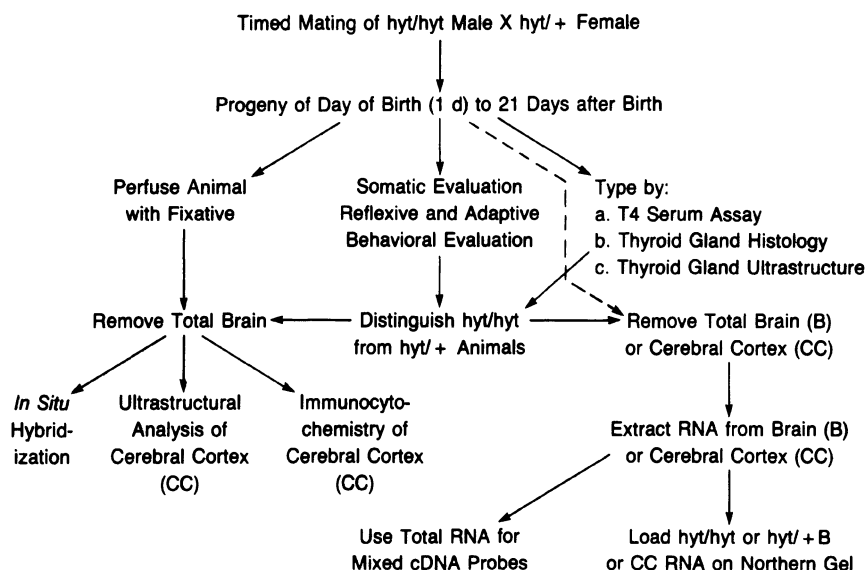 Timed Mating of hyt/hyt Male X hyt/+ Female
Progeny of Day of Birth (1 d) to 21 Days after Birth
Perfuse Animal
with Fixative
Somatic Evaluation
Reflexive and Adaptive
Behavioral Evaluation
Type by:
a. T4 Serum Assay
b. Thyroid Gland Histology
c. Thyroid Gland Ultrastructure
Remove Total Brain
Distinguish hyt/hyt
from hyt/+ Animals
Remove Total Brain (B)
or Cerebral Cortex (CC)
In Situ
Hybrid-
ization
Ultrastructural
Analysis of
Cerebral Cortex
(CC)
Immunocyto-
chemistry of
Cerebral Cortex
(CC)
Extract RNA from Brain (B)
or Cerebral Cortex (CC)
Use Total RNA for
Mixed cDNA Probes
Load hyt/hyt or hyt/+B
or CC RNA on Northern Gel